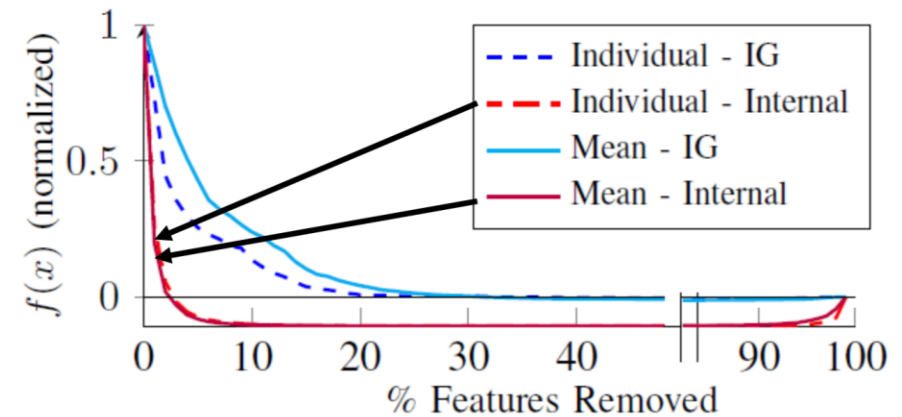 1
0.5
0
f(x) (normalized)
Individual - IG
Individual - Internal
Mean - IG
Mean - Internal
0 10 20 30 40 90 100
% Features Removed